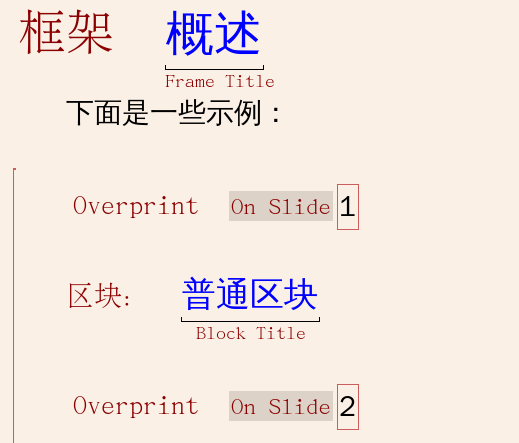 框架 概述
Frame Title
下面是一些示例：
Overprint On Slide 1
区块: 普通区块
Block Title
Overprint On Slide 2